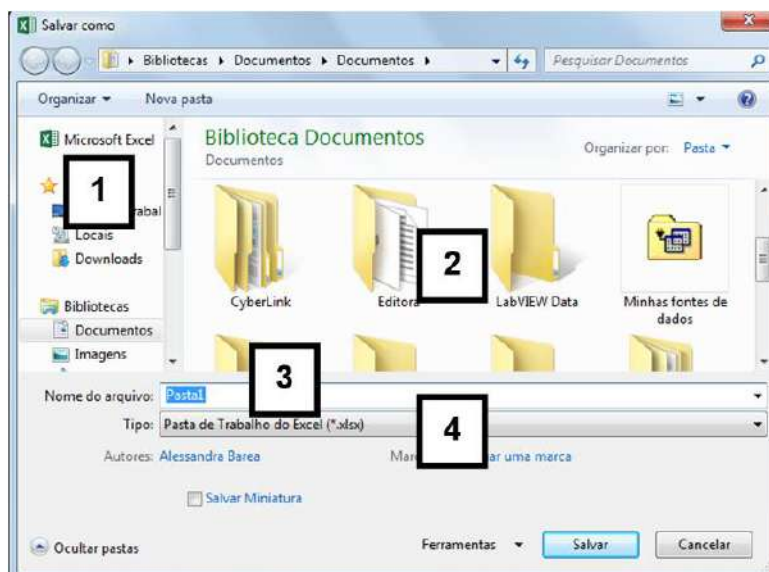 Salvar como
Bibliotecas Documentos Documentos
Pesquisar Documentos
Organizar Nova pasta
Microsoft Excel
Biblioteca Documentos
Documentos
Organizar por: Pasta
1
Locais
Downloads
2
CyberLink Editora LabVIEW Data Minhas fontes de
dados
Bibliotecas
Documentos
Imagens
3
Nome do arquivo: Pasta1
Tipo: Pasta de Trabalho do Excel (*.xlsx)
4
Autores: Alessandra Barea
uma marca
Salvar Miniatura
Ocultar pastas
Ferramentas Salvar Cancelar